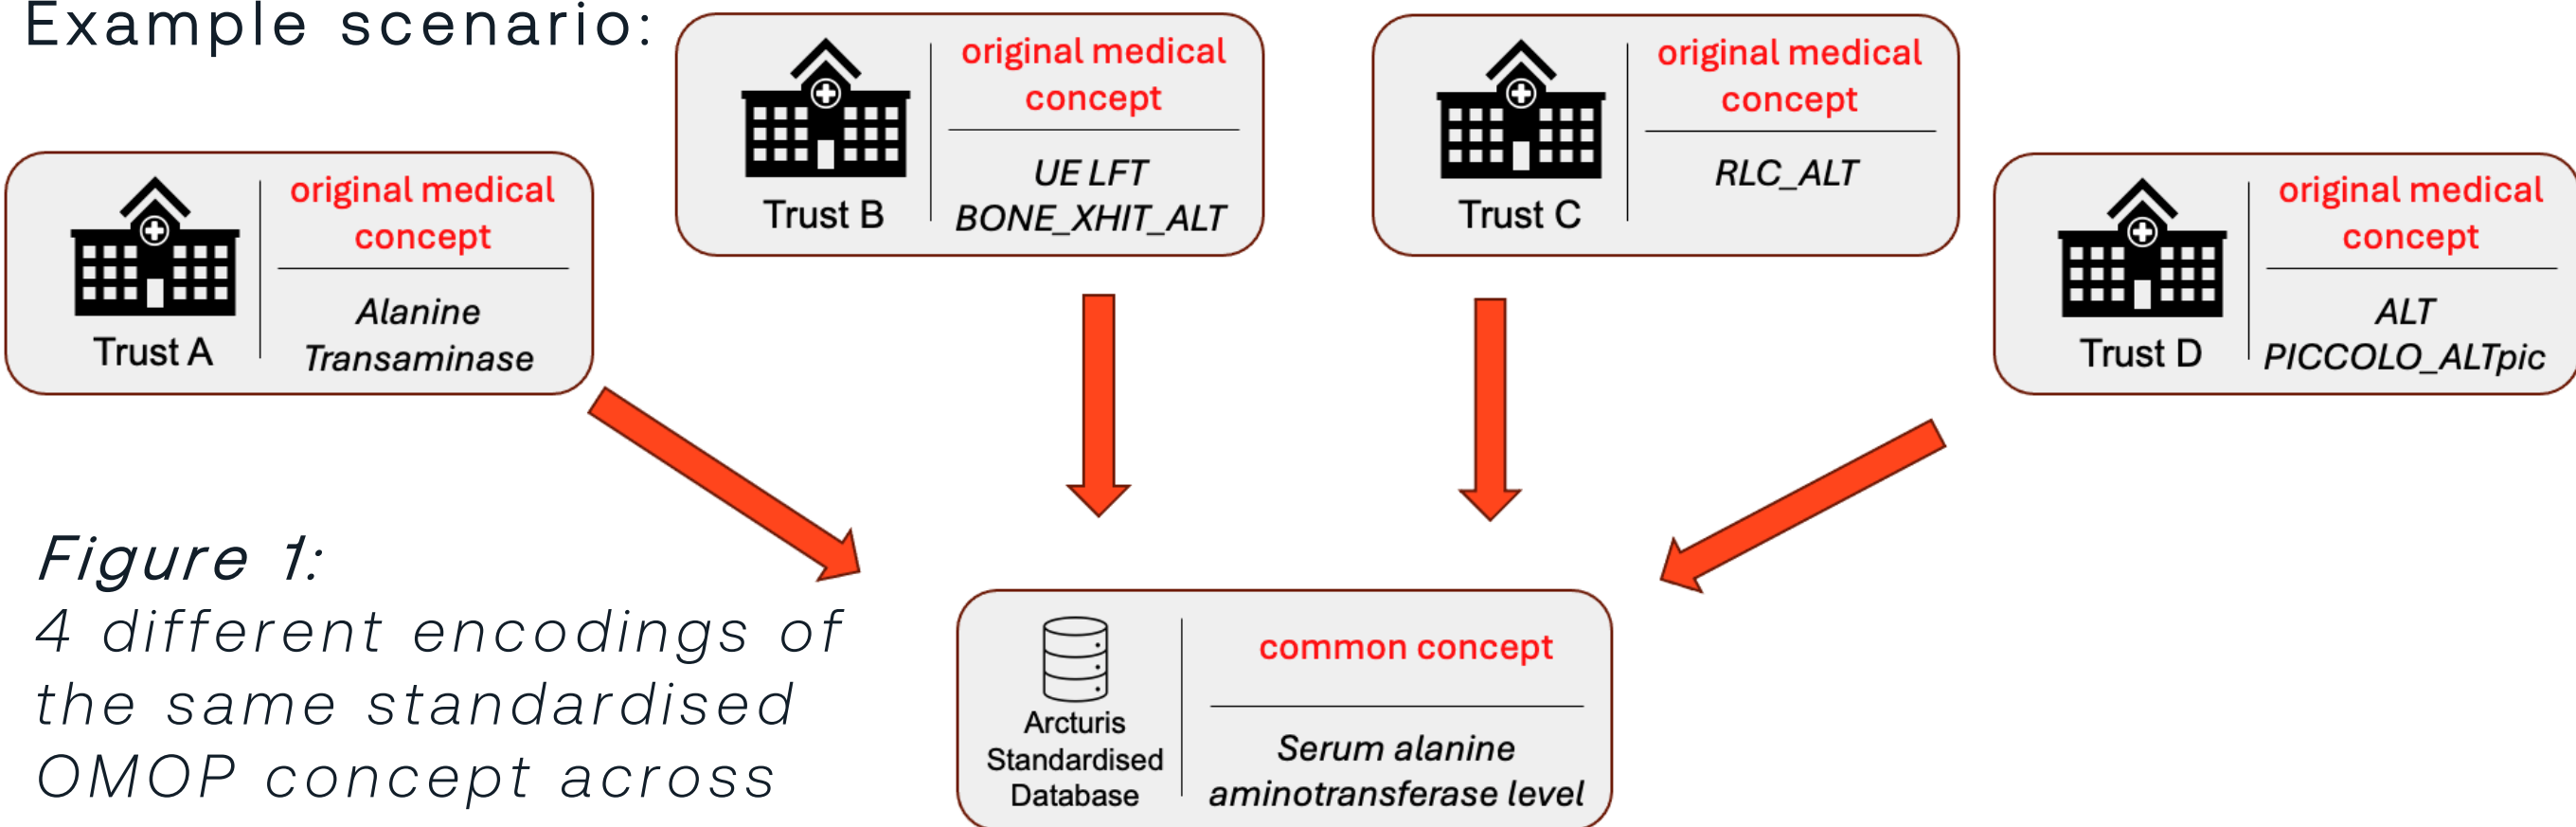 Example scenario:
original medical
concept
Alanine
Transaminase
Trust A
original medical
concept
UE LFT
BONE_XHIT_ALT
Trust B
original medical
concept
RLC_ALT
Trust C
original medical
concept
ALT
PICCOLO_ALTpic
Trust D
Figure 1:
4 different encodings of
the same standardised
OMOP concept across
Arcturis
Standardised
Database
common concept
Serum alanine
aminotransferase level